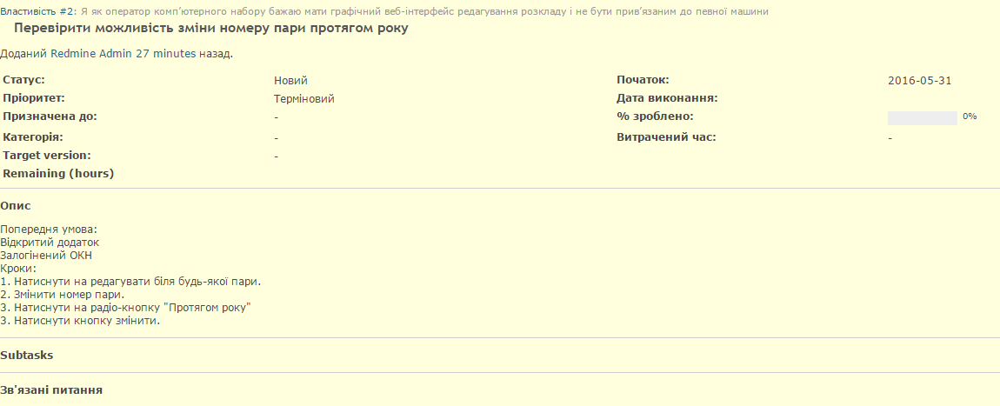 Властивість #2: Я як оператор комп’ютерного набору бажаю мати графічний веб-інтерфейс редагування розкладу і не бути прив’язаним до певної машини
Перевірити можливість зміни номеру пари протягом року
Доданий Redmine Admin 27 minutes назад.
Статус: Новий Початок: 2016-05-31
Пріоритет: Терміновий Дата виконання:
Призначена до: - % зроблено: 0%
Категорія: - Витрачений час: -
Target version: -
Remaining (hours)
Опис
Попередня умова:
Відкритий додаток
Залогінений ОКН
Кроки:
1. Натиснути на редагувати біля будь-якої пари.
2. Змінити номер пари.
3. Натиснути на радіо-кнопку "Протягом року"
3. Натиснути кнопку змінити.
Subtasks
Зв'язані питання